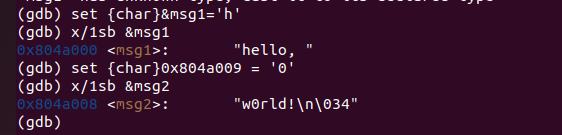 (gdb) set {char}&msg1='h'
(gdb) x/1sb &msg1
0x804a000 <msg1>:       "hello, "
(gdb) set {char}0x804a009 = '0'
(gdb) x/1sb &msg2
0x804a008 <msg2>:       "w0rld!\n\034"
(gdb)